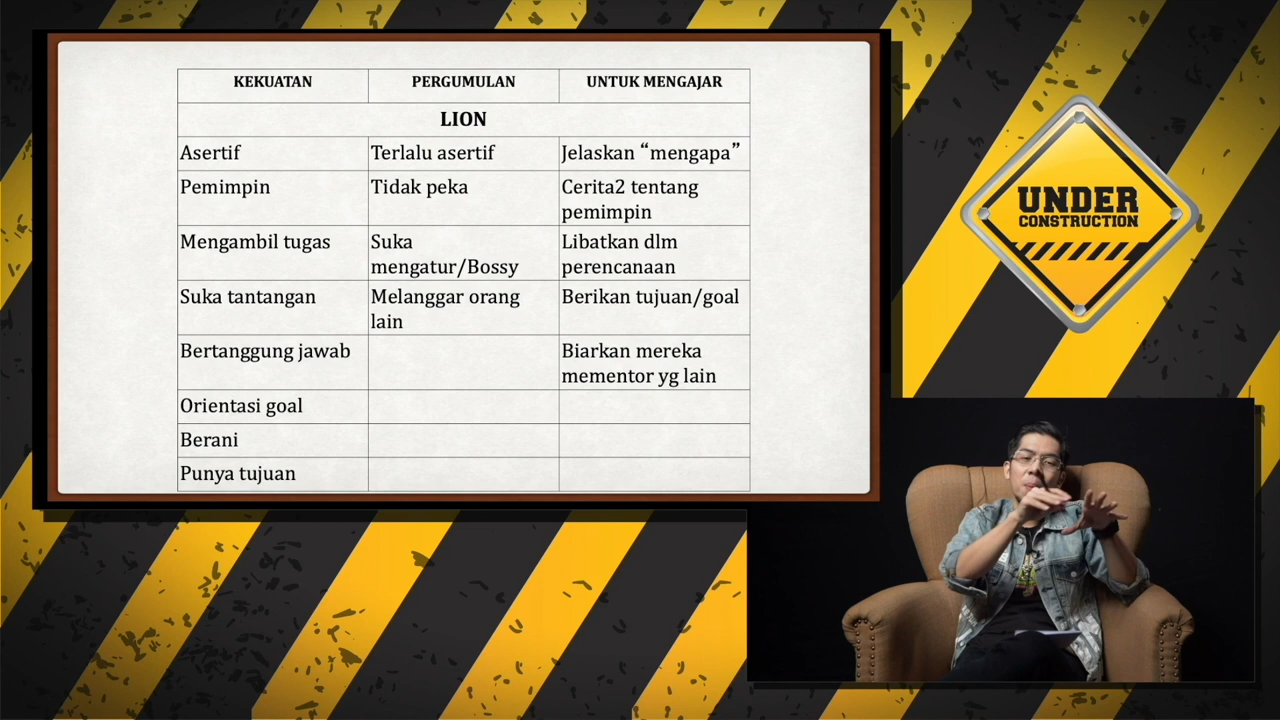 KEKUATAN PERGUMULAN UNTUK MENGAJAR
LION
Asertif Terlalu asertif Jelaskan “mengapa”
Pemimpin Tidak peka Cerita2 tentang
pemimpin
Mengambil tugas Suka Libatkan dlm
mengatur/Bossy perencanaan
Suka tantangan Melanggar orang Berikan tujuan/goal
lain
Bertanggung jawab Biarkan mereka
mementor yg lain
Orientasi goal
Berani
Punya tujuan
UNDER
CONSTRUCTION